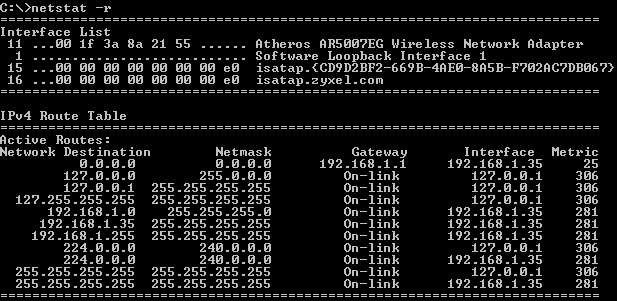 C:\>netstat -r
===========================================================================
Interface List
 11 ...00 1f 3a 8a 21 55 ...... Atheros AR5007EG Wireless Network Adapter
  1 ........................... Software Loopback Interface 1
 15 ...00 00 00 00 00 00 00 e0  isatap.{CD9D2BF2-669B-4AE0-8A5B-F702AC7DB067}
 16 ...00 00 00 00 00 00 00 e0  isatap.zyxel.com
===========================================================================
IPv4 Route Table
===========================================================================
Active Routes:
Network Destination        Netmask          Gateway       Interface  Metric
          0.0.0.0          0.0.0.0      192.168.1.1     192.168.1.35     25
        127.0.0.0        255.0.0.0         On-link         127.0.0.1    306
        127.0.0.1  255.255.255.255         On-link         127.0.0.1    306
  127.255.255.255  255.255.255.255         On-link         127.0.0.1    306
      192.168.1.0    255.255.255.0         On-link      192.168.1.35    281
     192.168.1.35  255.255.255.255         On-link      192.168.1.35    281
    192.168.1.255  255.255.255.255         On-link      192.168.1.35    281
        224.0.0.0        240.0.0.0         On-link         127.0.0.1    306
        224.0.0.0        240.0.0.0         On-link      192.168.1.35    281
  255.255.255.255  255.255.255.255         On-link         127.0.0.1    306
  255.255.255.255  255.255.255.255         On-link      192.168.1.35    281
===========================================================================